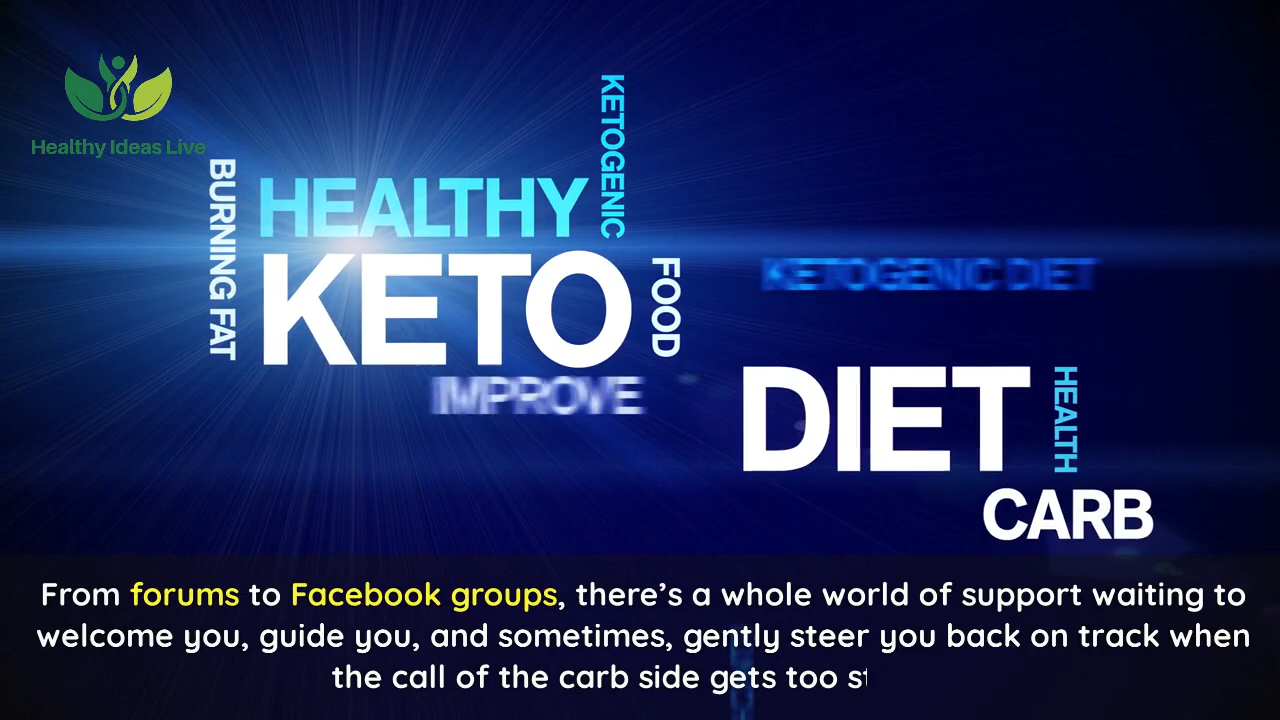 Healthy Ideas Live
KETOGENIC
BURNING FAT
HEALTHY
KETO
FOOD
KETOGENIC DIET
IMPROVE
DIET
HEALTH
CARB
From forums to Facebook groups, there’s a whole world of support waiting to
welcome you, guide you, and sometimes, gently steer you back on track when
the call of the carb side gets too